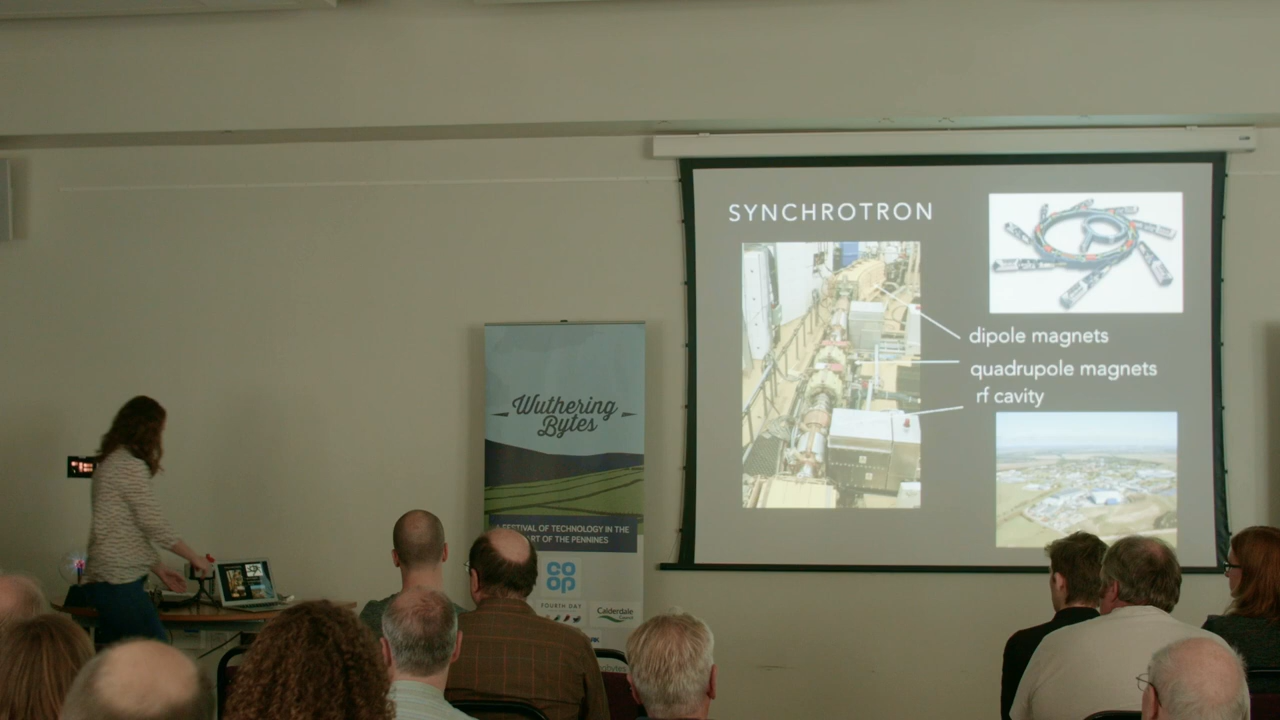 SYNCHROTRON
dipole magnets
quadrupole magnets
rf cavity
Wuthering
Bytes
FESTIVAL OF TECHNOLOGY IN THE
OF THE PENNINES
co
op
FOURTH DAY
Calderdale